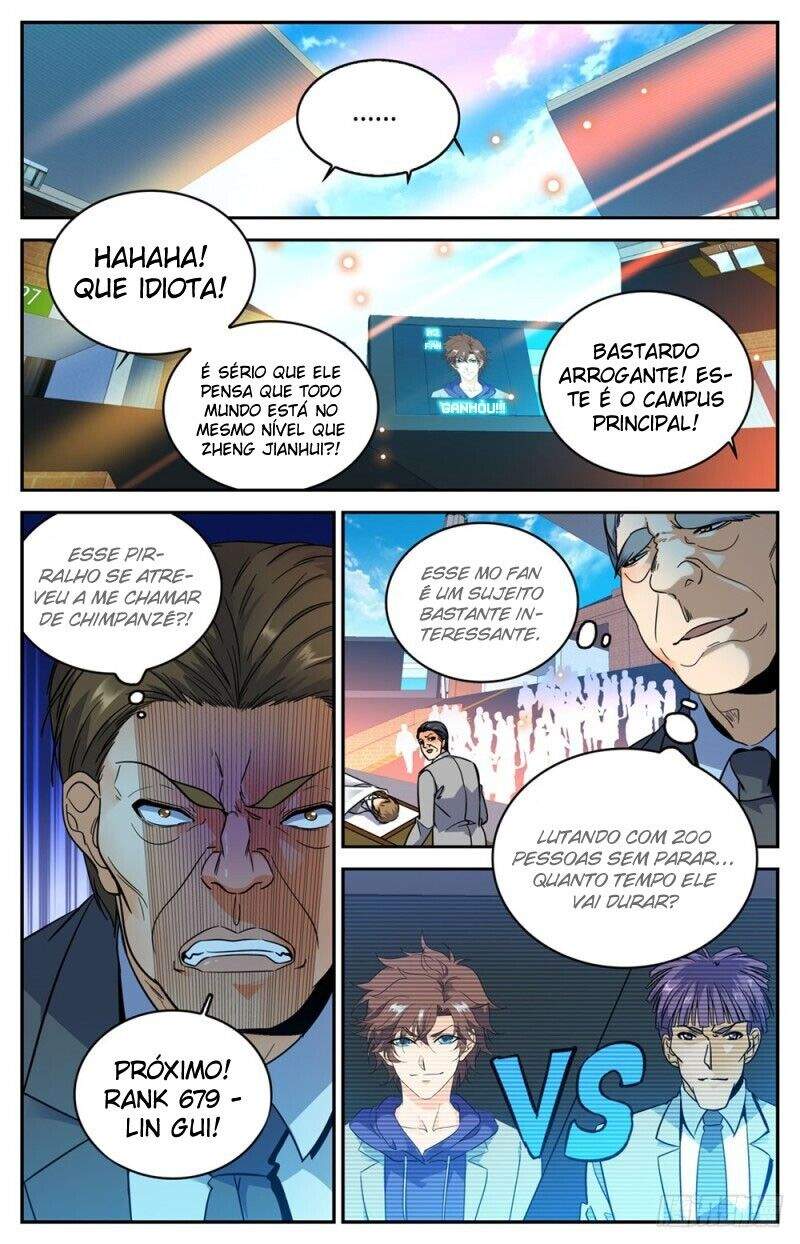 ......
HAHAHA!
QUE IDIOTA!
É SÉRIO QUE ELE
PENSA QUE TODO
MUNDO ESTÁ NO
MESMO NÍVEL QUE
ZHENG JIANHUI?!
97
MO
FAN
GANHOU!!!
BASTARDO
ARROGANTE! ES-
TE É O CAMPUS
PRINCIPAL!
ESSE PIR-
RALHO SE ATRE-
VEU A ME CHAMAR
DE CHIMPANZÉ?!
ESSE MO FAN
É UM SUJEITO
BASTANTE IN-
TERESSANTE.
LUTANDO COM 200
PESSOAS SEM PARAR...
QUANTO TEMPO ELE
VAI DURAR?
PRÓXIMO!
RANK 679 -
LIN GUI!
VS